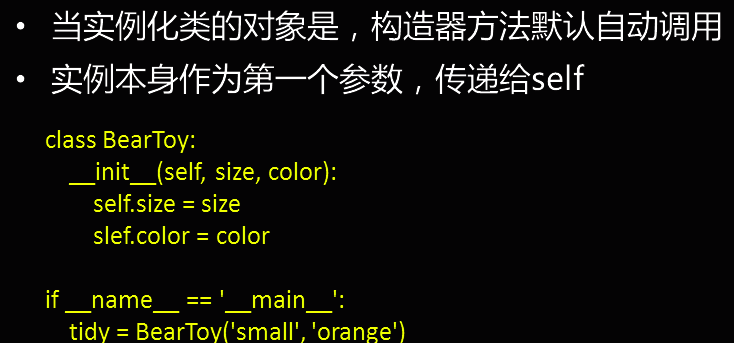 • 当实例化类的对象是，构造器方法默认自动调用
• 实例本身作为第一个参数，传递给self
class BearToy:
    __init__(self, size, color):
        self.size = size
        slef.color = color
if __name__ == '__main__':
    tidy = BearToy('small', 'orange')